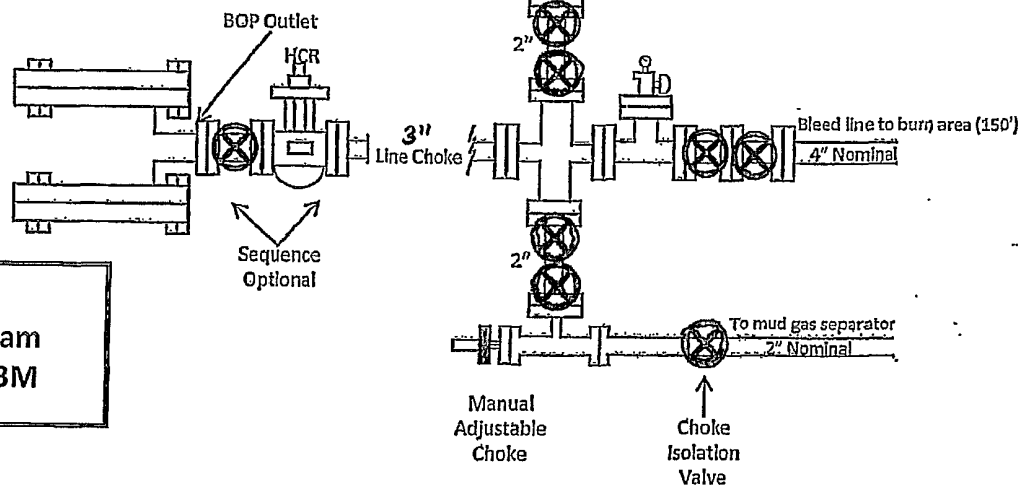 BOP Outlet
HCR
2"
3"
Line Choke
Bleed line to burn area (150')
4" Nominal
Sequence
Optional
2"
To mud gas separator
2" Nominal
am
3M
Manual
Adjustable
Choke
Choke
Isolation
Valve